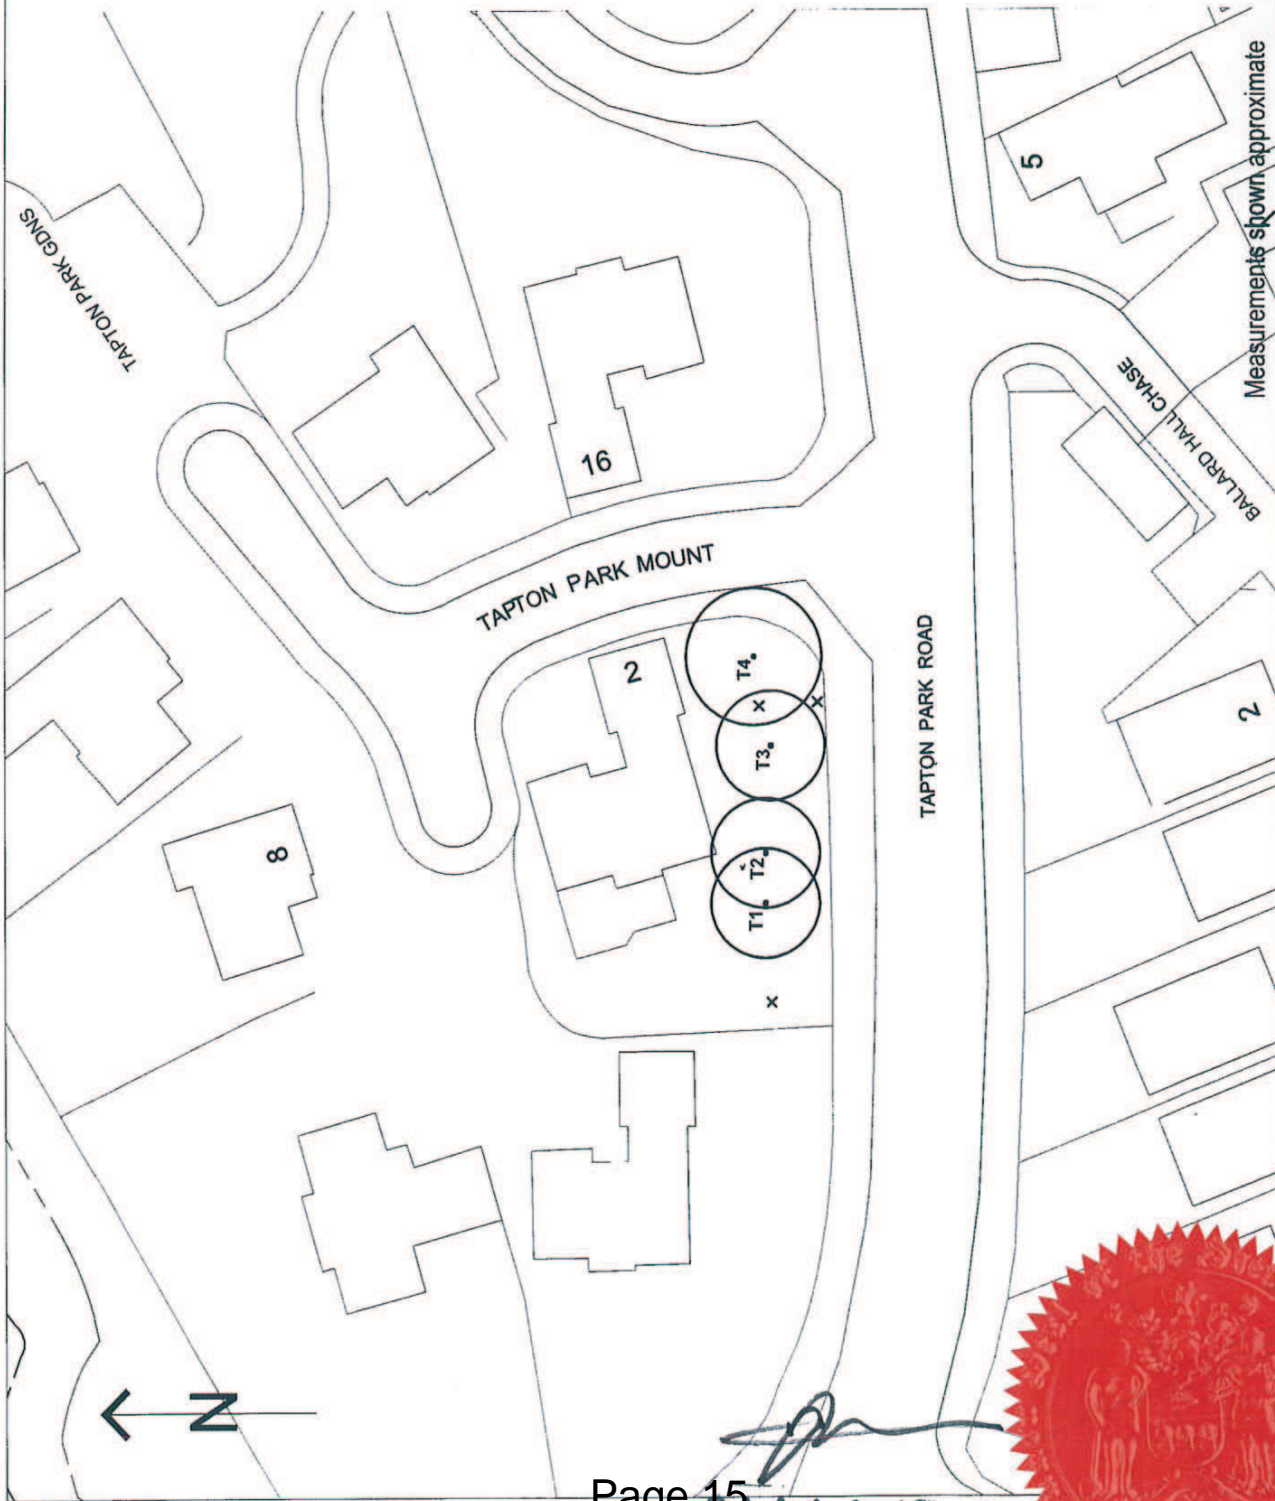 TAPTON PARK GDNS
Measurements shown approximate
5
16
BALLARD HALL CHASE
TAPTON PARK MOUNT
2
T4
x
x
T3
TAPTON PARK ROAD
2
8
T2
T1
x
N
Page 15